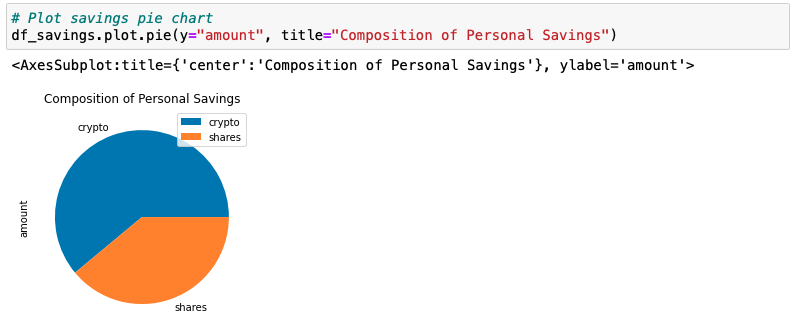 # Plot savings pie chart
df_savings.plot.pie(y="amount", title="Composition of Personal Savings")
<AxesSubplot:title={'center':'Composition of Personal Savings'}, ylabel='amount'>
Composition of Personal Savings
crypto
crypto
shares
amount
shares